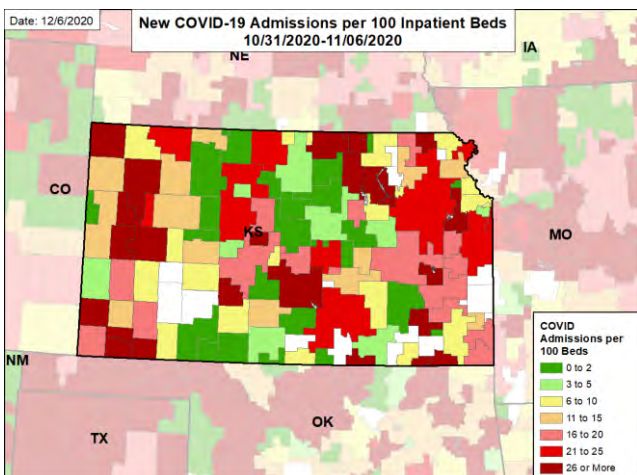 Date: 12/6/2020
New COVID-19 Admissions per 100 Inpatient Beds
10/31/2020-11/06/2020
NE
IA
CO
KS
MO
NM
OK
TX
COVID
Admissions per
100 Beds
0 to 2
3 to 5
6 to 10
11 to 15
16 to 20
21 to 25
26 or More